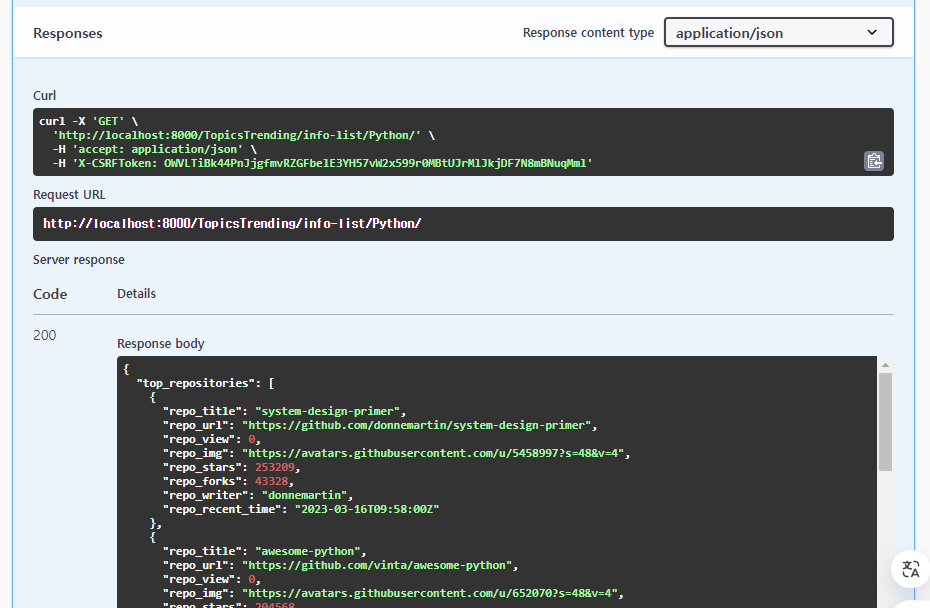 Responses
Response content type
application/json
Curl
curl -X 'GET' \
'http://localhost:8000/TopicsTrending/info-list/Python/' \
-H 'accept: application/json' \
-H 'X-CSRFToken: OWVLTiBk44PnJjgfmvRZGFbelE3YH57vW2x599r0MBtUJrMlJkjDF7N8mBNuqMml'
Request URL
http://localhost:8000/TopicsTrending/info-list/Python/
Server response
Code
Details
200
Response body
{
"top_repositories": [
{
"repo_title": "system-design-primer",
"repo_url": "https://github.com/donnemartin/system-design-primer",
"repo_view": 0,
"repo_img": "https://avatars.githubusercontent.com/u/5458997?s=48&v=4",
"repo_stars": 253209,
"repo_forks": 43328,
"repo_writer": "donnemartin",
"repo_recent_time": "2023-03-16T09:58:00Z"
},
{
"repo_title": "awesome-python",
"repo_url": "https://github.com/vinta/awesome-python",
"repo_view": 0,
"repo_img": "https://avatars.githubusercontent.com/u/652070?s=48&v=4",
"repo_stars": 204568